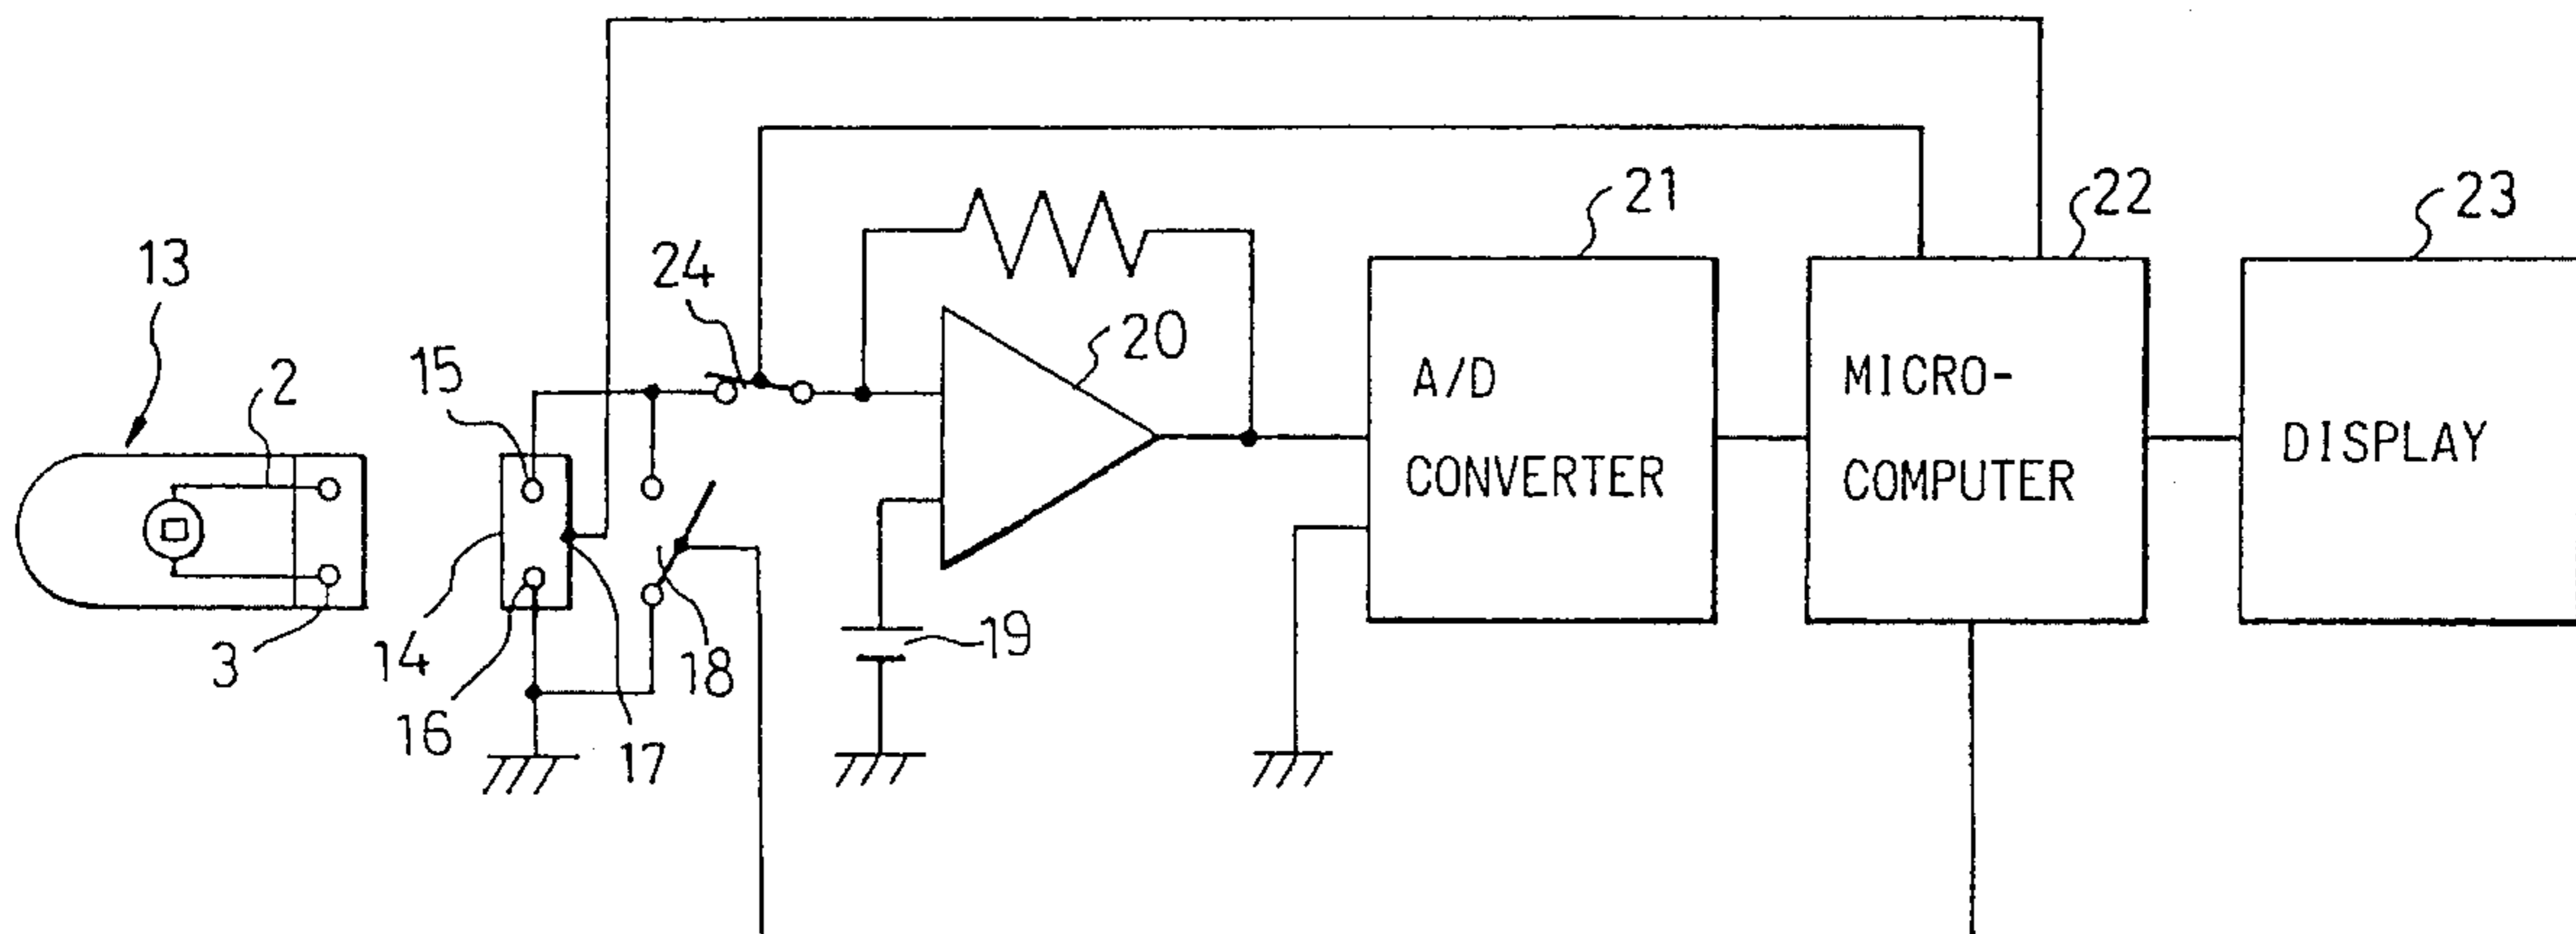 13
2
3
15
14
16
17
18
24
20
19
21
22
23
A/D
CONVERTER
MICRO-
COMPUTER
DISPLAY